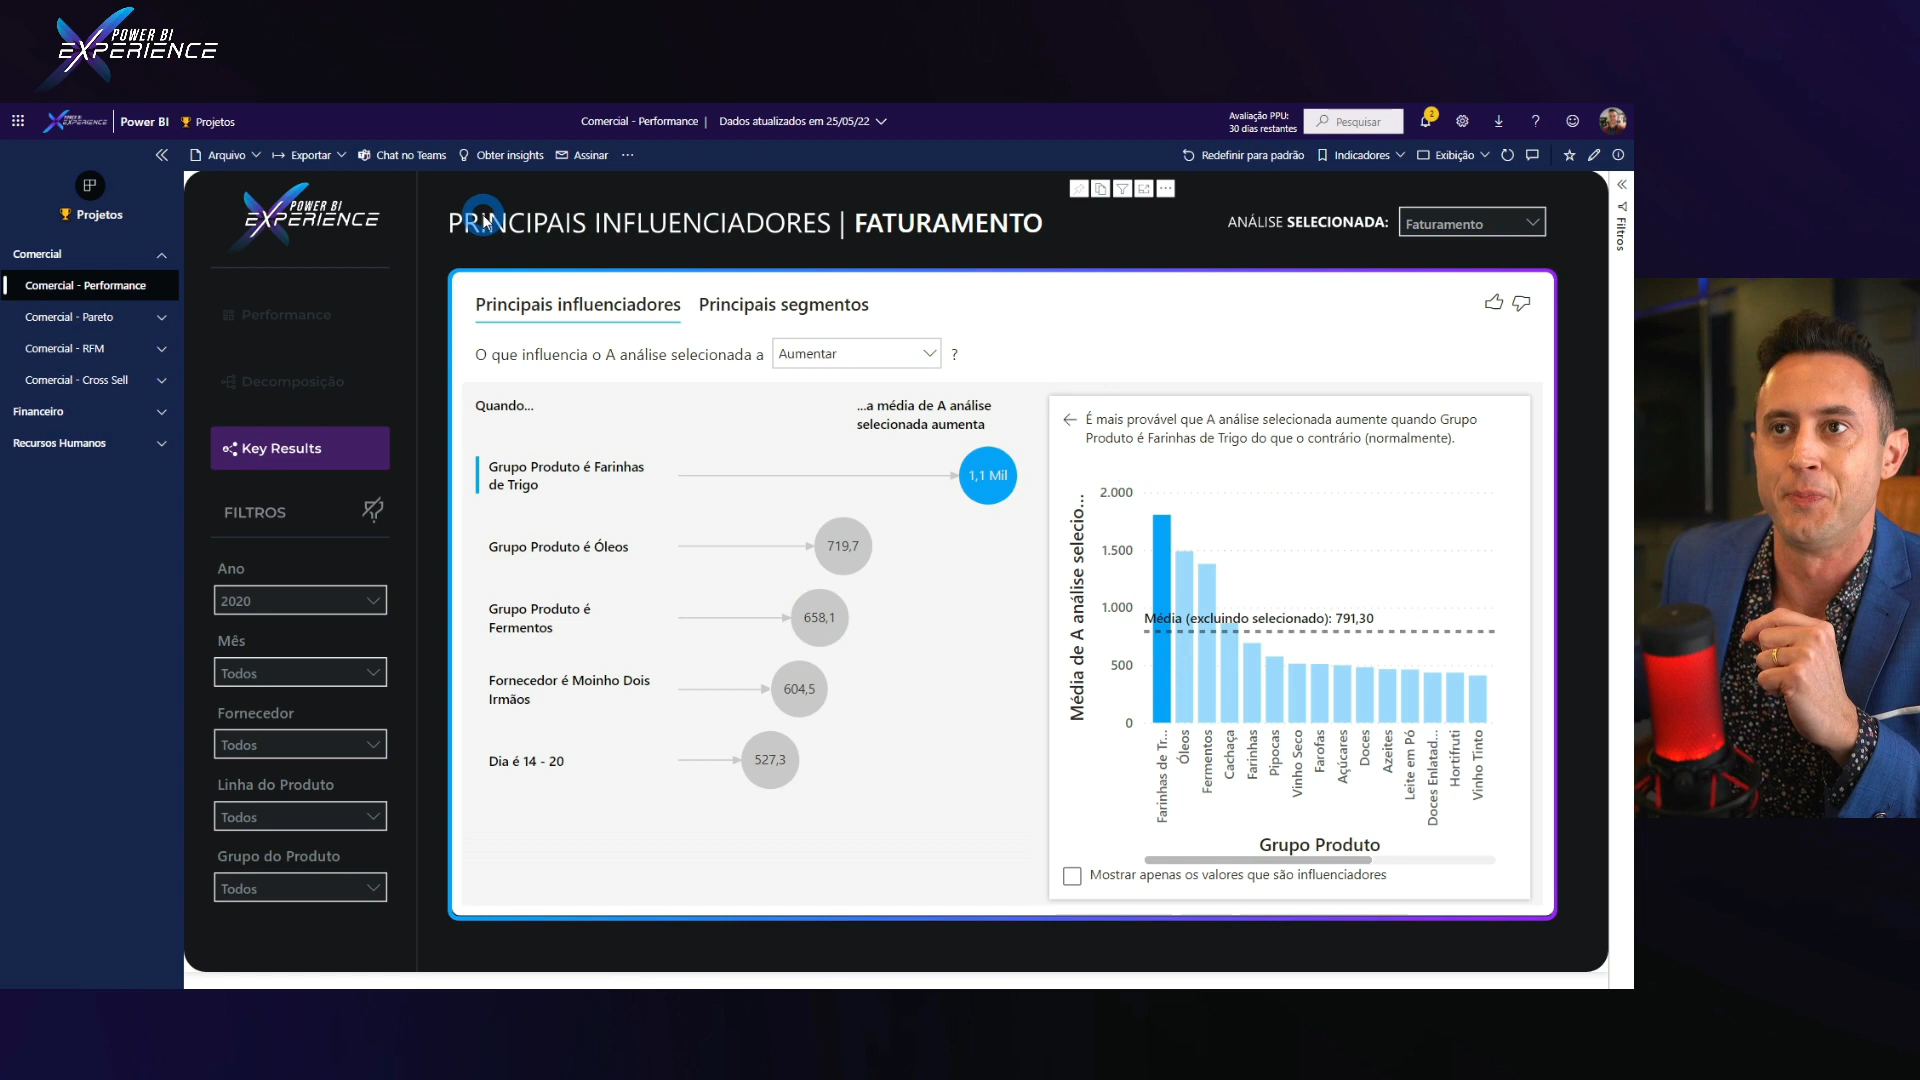 POWER BI
EXPERIENCE
Power BI
Projetos
Comercial - Performance | Dados atualizados em 25/05/22
Avaliação PPU:
30 dias restantes
Pesquisar
2
?
Arquivo
Exportar
Chat no Teams
Obter insights
Assinar
...
Redefinir para padrão
Indicadores
Exibição
Projetos
Comercial
Comercial - Performance
Comercial - Pareto
Comercial - RFM
Comercial - Cross Sell
Financeiro
Recursos Humanos
POWER BI
EXPERIENCE
Performance
Decomposição
Key Results
FILTROS
Ano
2020
Mês
Todos
Fornecedor
Todos
Linha do Produto
Todos
Grupo do Produto
Todos
PRINCIPAIS INFLUENCIADORES | FATURAMENTO
ANÁLISE SELECIONADA:
Faturamento
Filtros
Principais influenciadores
Principais segmentos
O que influencia o A análise selecionada a
Aumentar
?
Quando...
...a média de A análise
selecionada aumenta
Grupo Produto é Farinhas
de Trigo
1,1 Mil
Grupo Produto é Óleos
719,7
Grupo Produto é
Fermentos
658,1
Fornecedor é Moinho Dois
Irmãos
604,5
Dia é 14 - 20
527,3
É mais provável que A análise selecionada aumente quando Grupo
Produto é Farinhas de Trigo do que o contrário (normalmente).
Média de A análise selecio...
2.000
1.500
1.000
500
0
Média (excluindo selecionado): 791,30
Farinhas de Tr...
Óleos
Fermentos
Cachaça
Farinhas
Pipocas
Vinho Seco
Farofas
Açúcares
Doces
Azeites
Leite em Pó
Doces Enlatad...
Hortifruti
Vinho Tinto
Grupo Produto
Mostrar apenas os valores que são influenciadores